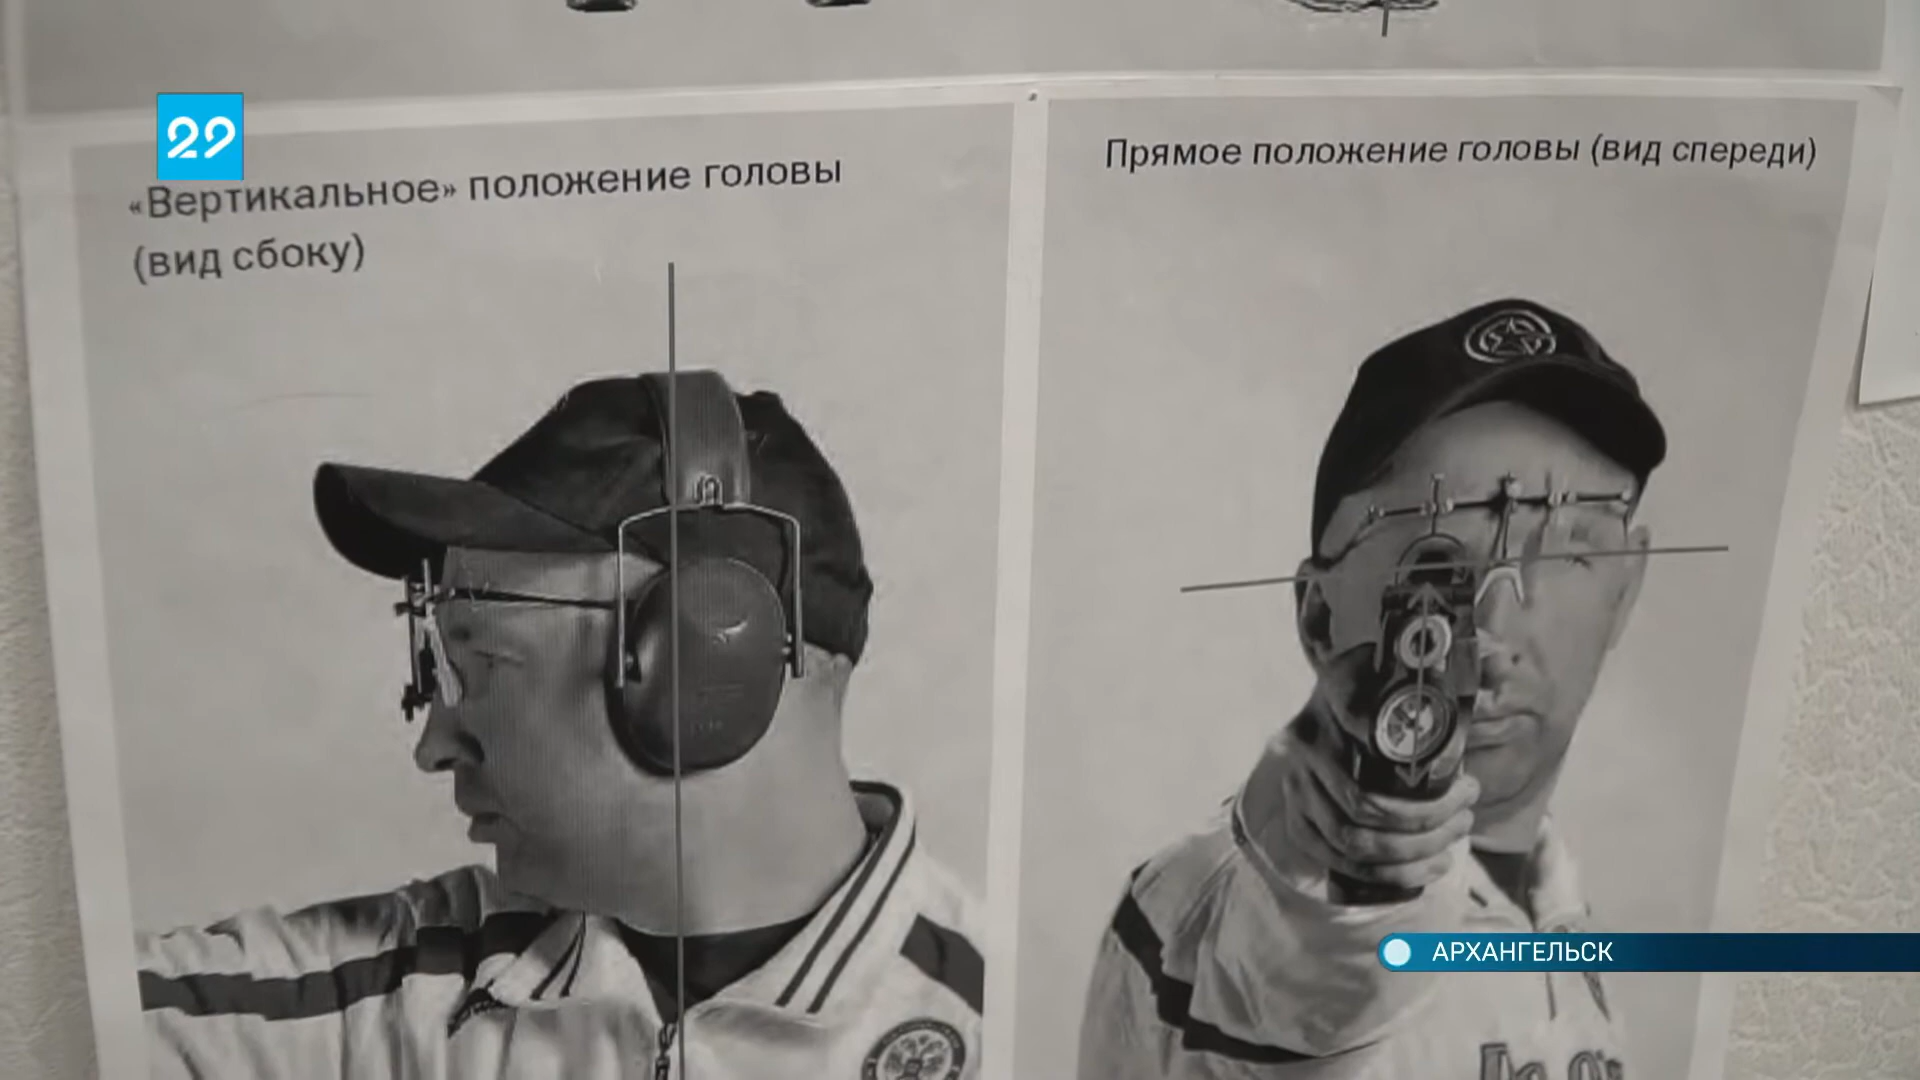 29
«Вертикальное» положение головы
(вид сбоку)
Прямое положение головы (вид спереди)
АРХАНГЕЛЬСК